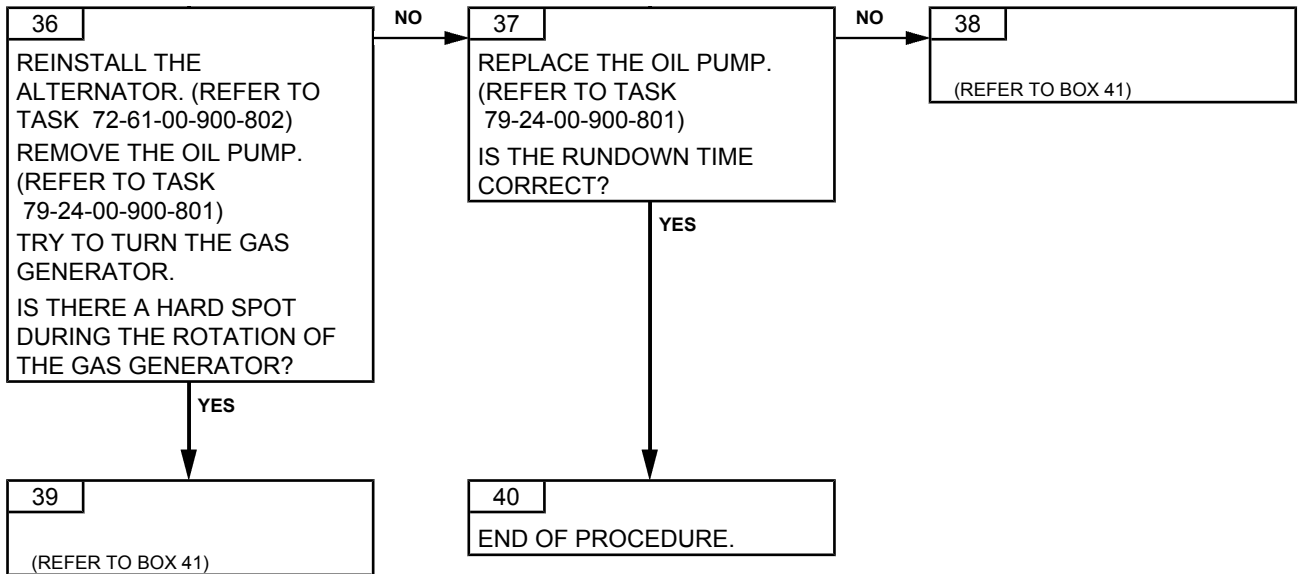 36
REINSTALL THE
ALTERNATOR. (REFER TO
TASK 72-61-00-900-802)
REMOVE THE OIL PUMP.
(REFER TO TASK
79-24-00-900-801)
TRY TO TURN THE GAS
GENERATOR.
IS THERE A HARD SPOT
DURING THE ROTATION OF
THE GAS GENERATOR?
NO
37
REPLACE THE OIL PUMP.
(REFER TO TASK
79-24-00-900-801)
IS THE RUNDOWN TIME
CORRECT?
NO
38
(REFER TO BOX 41)
YES
YES
39
(REFER TO BOX 41)
40
END OF PROCEDURE.